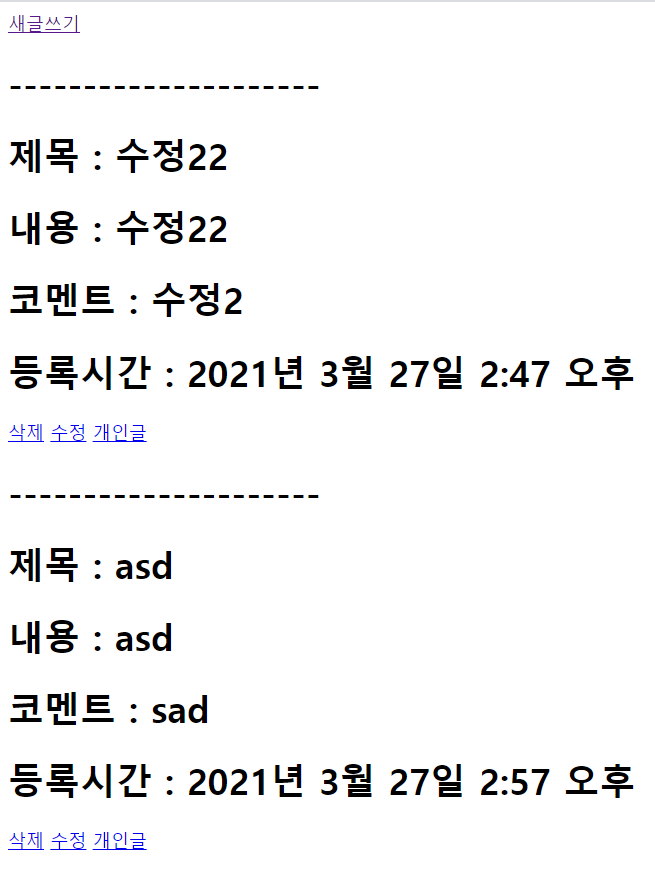 새글쓰기
---------------------
제목 : 수정22
내용 : 수정22
코멘트 : 수정2
등록시간 : 2021년 3월 27일 2:47 오후
삭제 수정 개인글
---------------------
제목 : asd
내용 : asd
코멘트 : sad
등록시간 : 2021년 3월 27일 2:57 오후
삭제 수정 개인글